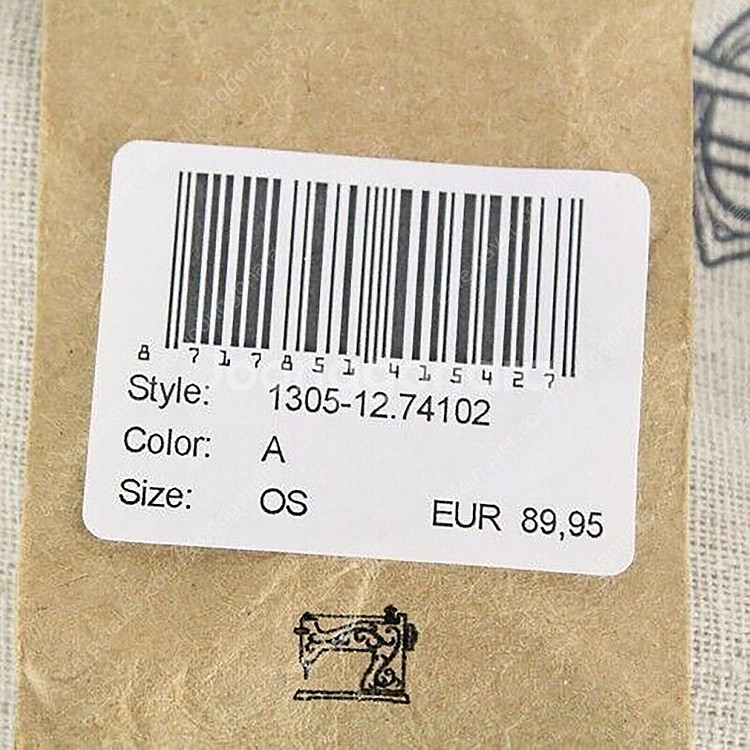 8 717851 415427
Style: 1305-12.74102
Color: A
Size: OS EUR 89,95